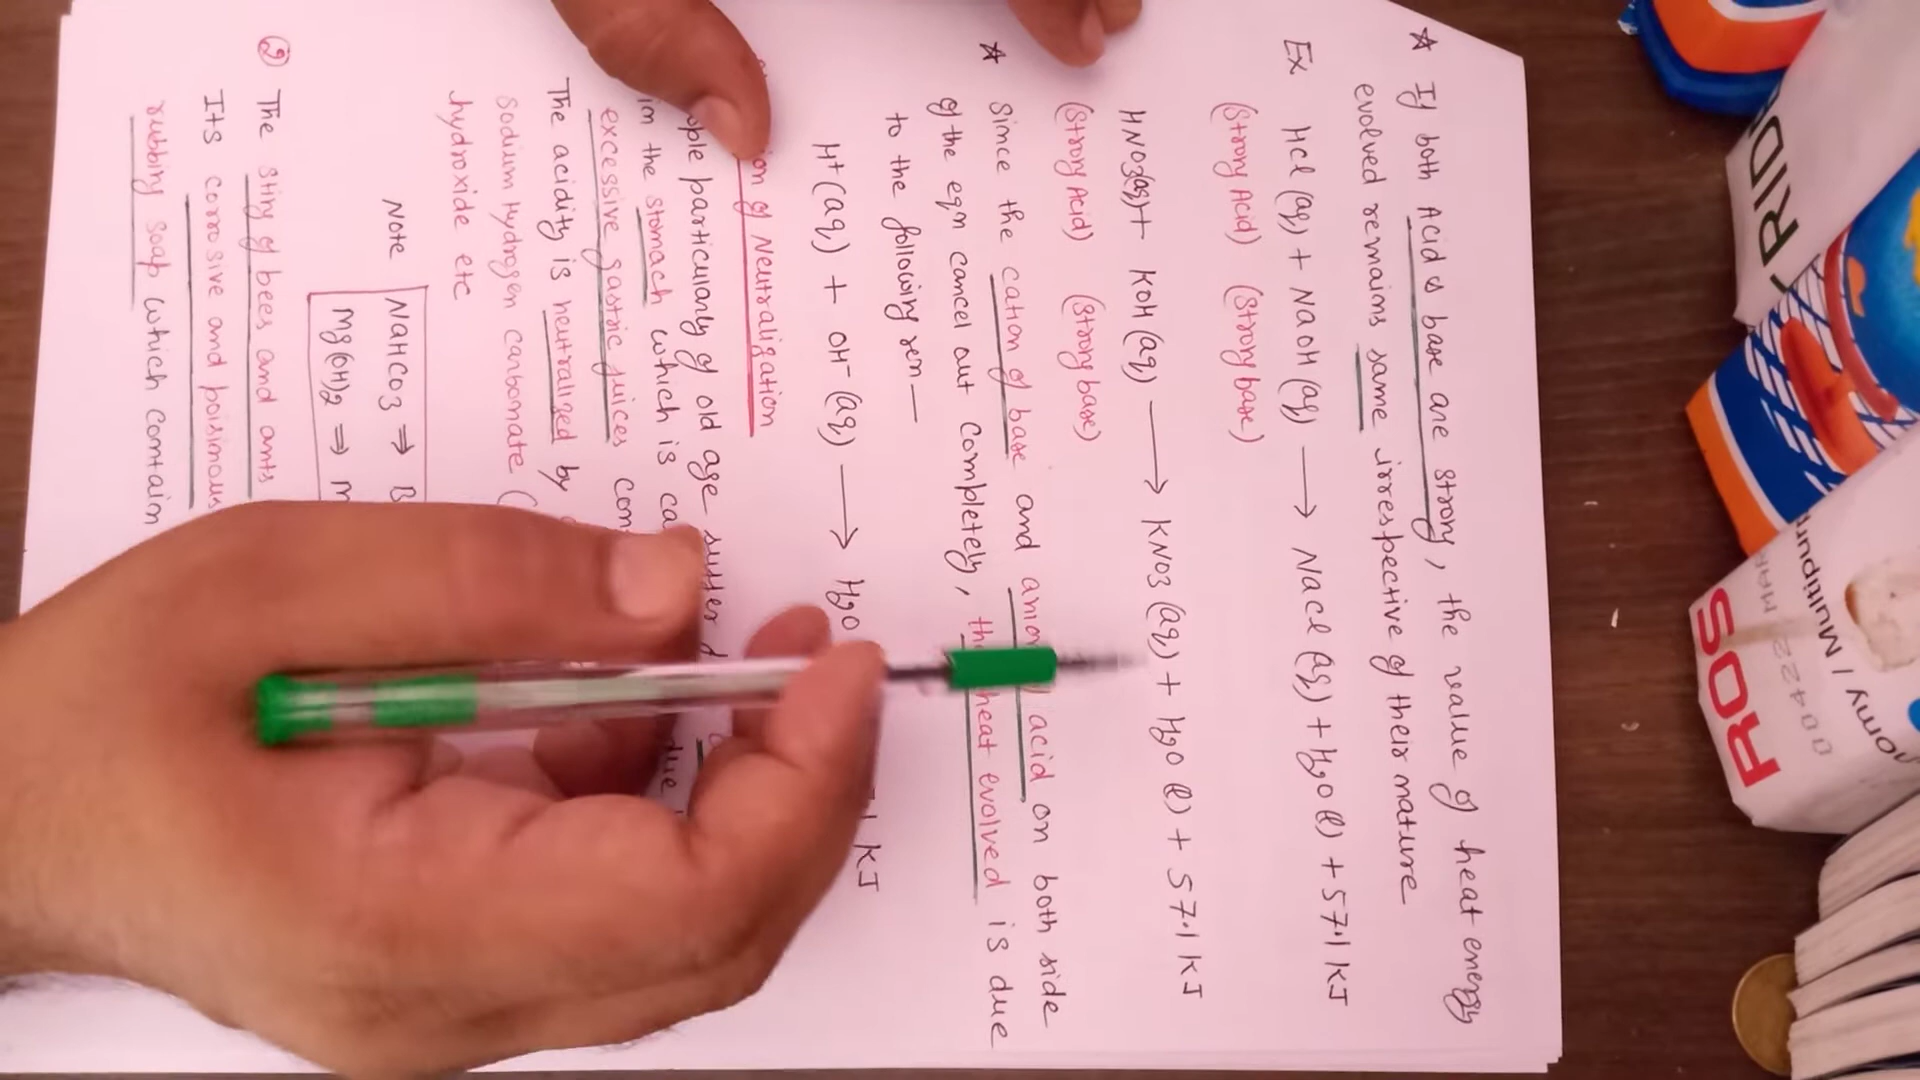 ☆ If both Acid & base are strong, the value of heat energy
evolved remains same irrespective of their nature
Ex HCl (aq) + NaOH (aq) ⟶ NaCl (aq) + H2O (l) + 57.1 KJ
(Strong Acid) (Strong base)
HNO3(aq) + KOH (aq) ⟶ KNO3 (aq) + H2O (l) + 57.1 KJ
(Strong Acid) (Strong base)
☆ Since the cation of base and acid on both side
of the eqn cancel out completely, heat evolved is due
to the following rxn —
H+ (aq) + OH- (aq) ⟶ H2O KJ
of Neutralization
particularly of old age suffer
in the stomach which is
excessive gastric juices
The acidity is neutralized by
sodium Hydrogen carbonate (
hydroxide etc
Note NaHCO3 ⇒ B
Mg(OH)2 ⇒ M
② The sting of bees and ants
Its corrosive and poisinous
rubbing soap which contain
ROS